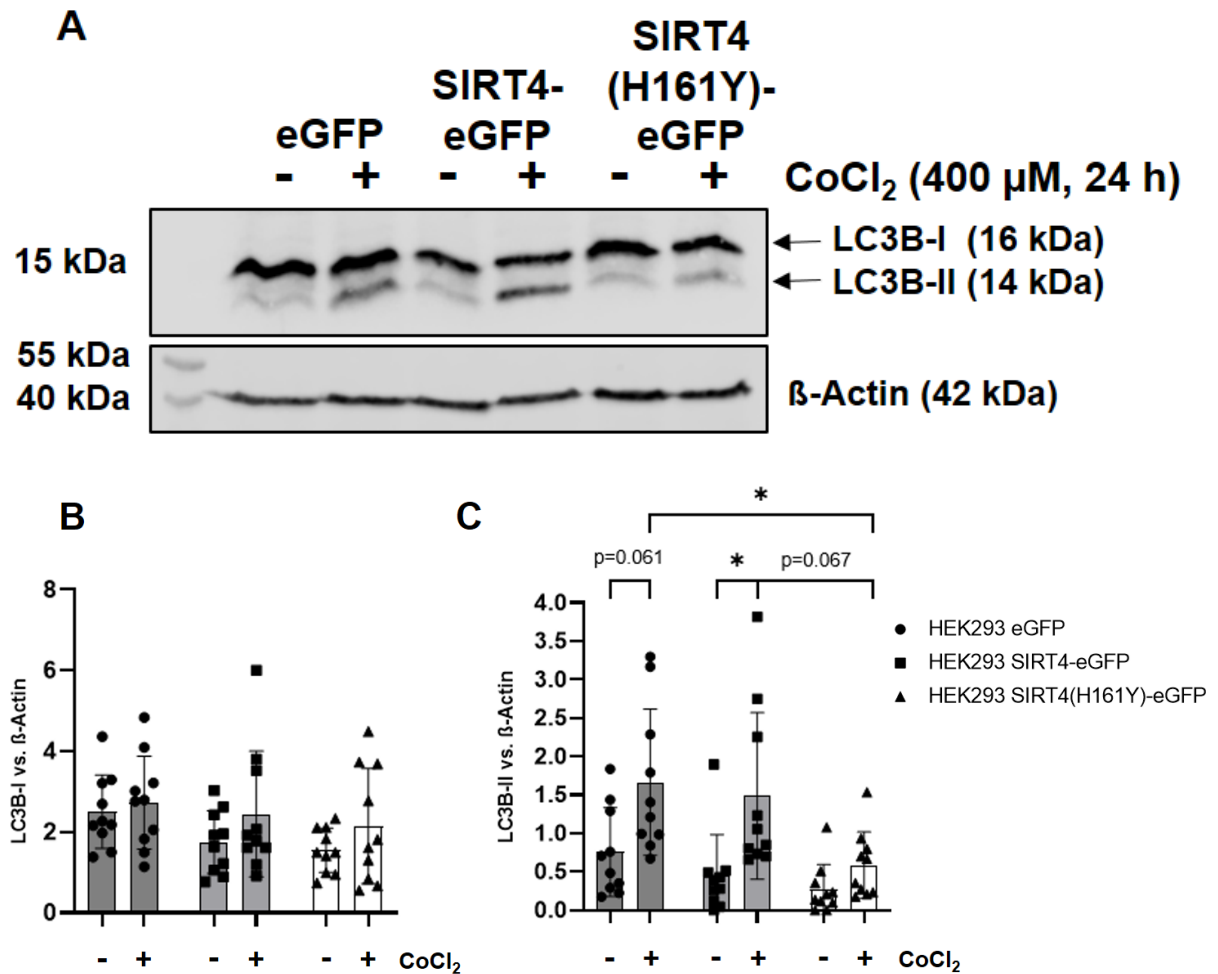 A
eGFP
SIRT4-
eGFP
SIRT4
(H161Y)-
eGFP
- + - + - + CoCl2 (400 µM, 24 h)
15 kDa
LC3B-I (16 kDa)
LC3B-II (14 kDa)
55 kDa
40 kDa
ß-Actin (42 kDa)
B
LC3B-I vs. ß-Actin
8
6
4
2
0
- + - + - + CoCl2
C
*
p=0.061 * p=0.067
LC3B-II vs. ß-Actin
4.0
3.5
3.0
2.5
2.0
1.5
1.0
0.5
0.0
- + - + - + CoCl2
HEK293 eGFP
HEK293 SIRT4-eGFP
HEK293 SIRT4(H161Y)-eGFP